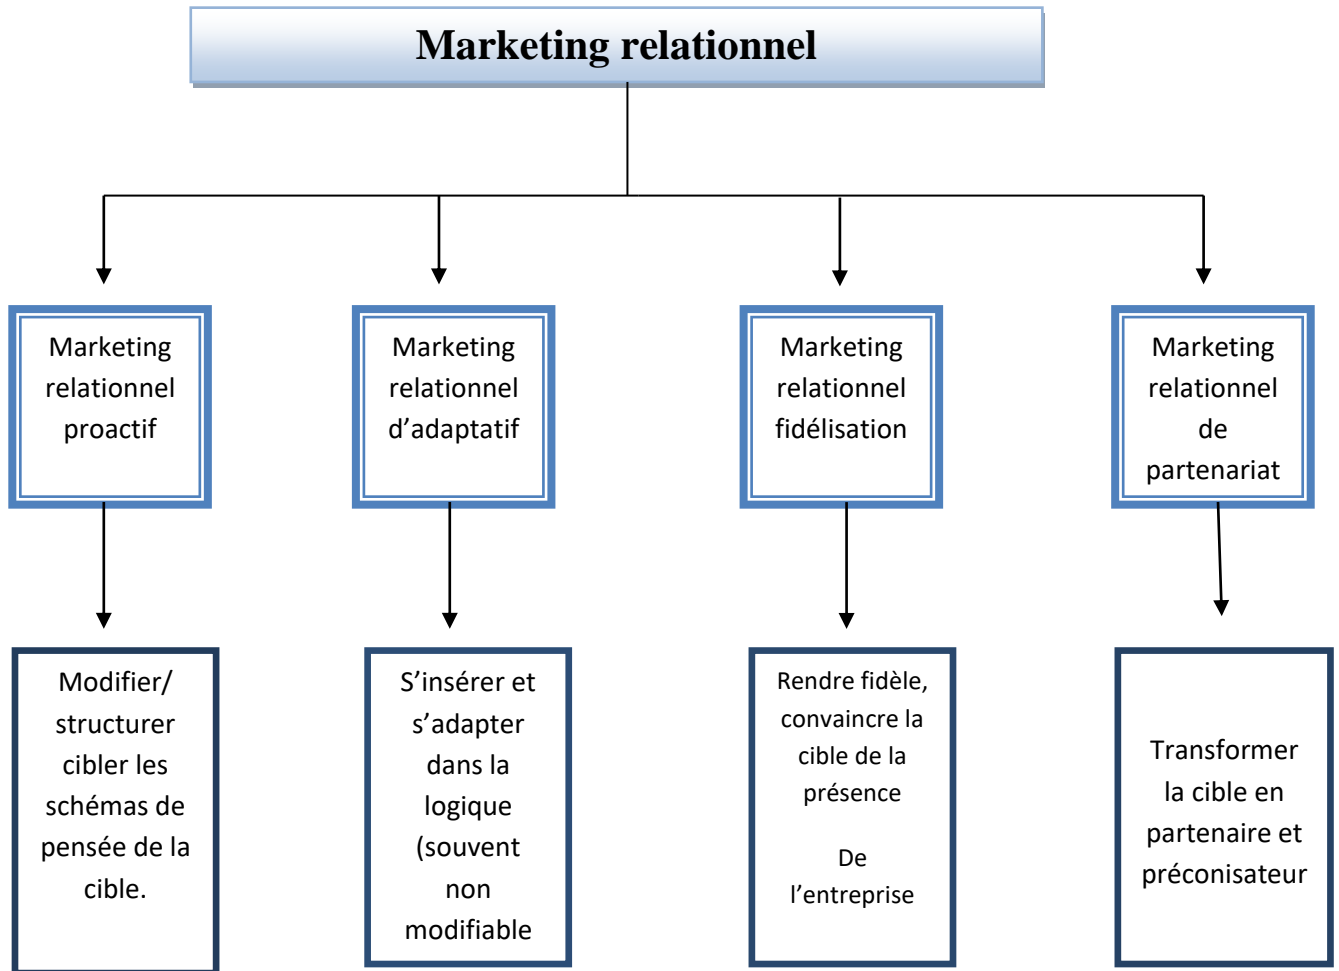 Marketing relationnel
Marketing
relationnel
proactif
Marketing
relationnel
d’adaptatif
Marketing
relationnel
fidélisation
Marketing
relationnel
de
partenariat
Modifier/
structurer
cibler les
schémas de
pensée de la
cible.
S’insérer et
s’adapter
dans la
logique
(souvent
non
modifiable
Rendre fidèle,
convaincre la
cible de la
présence
De
l’entreprise
Transformer
la cible en
partenaire et
préconisateur